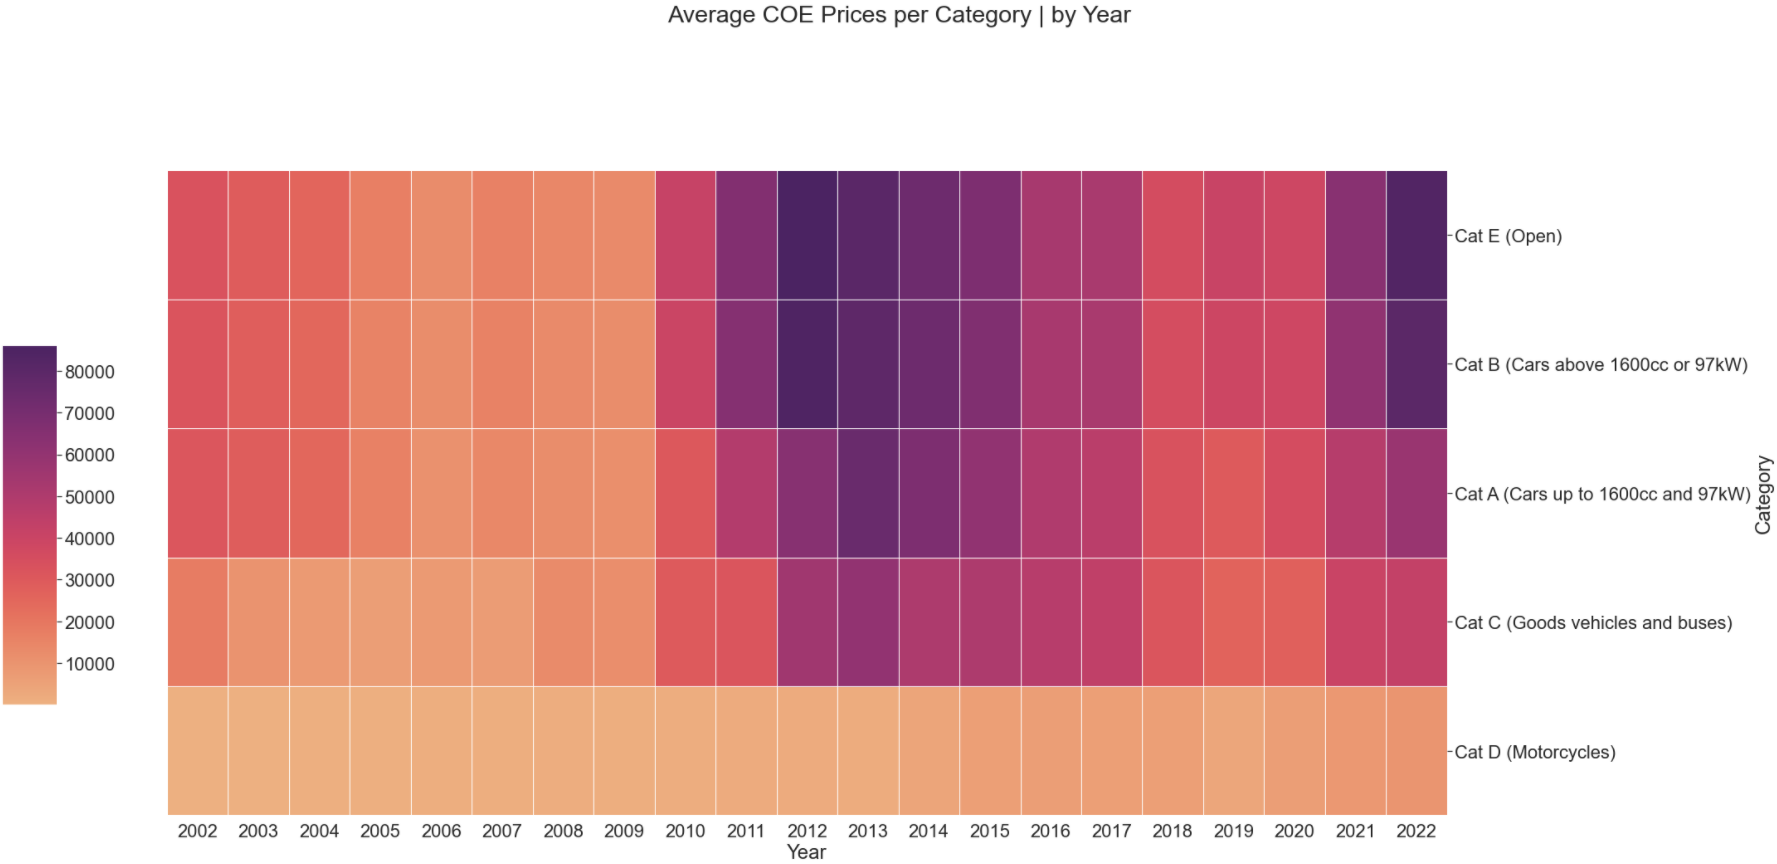 Average COE Prices per Category | by Year
80000
70000
60000
50000
40000
30000
20000
10000
Cat E (Open)
Cat B (Cars above 1600cc or 97kW)
Cat A (Cars up to 1600cc and 97kW)
Cat C (Goods vehicles and buses)
Cat D (Motorcycles)
Category
2002 2003 2004 2005 2006 2007 2008 2009 2010 2011 2012 2013 2014 2015 2016 2017 2018 2019 2020 2021 2022
Year